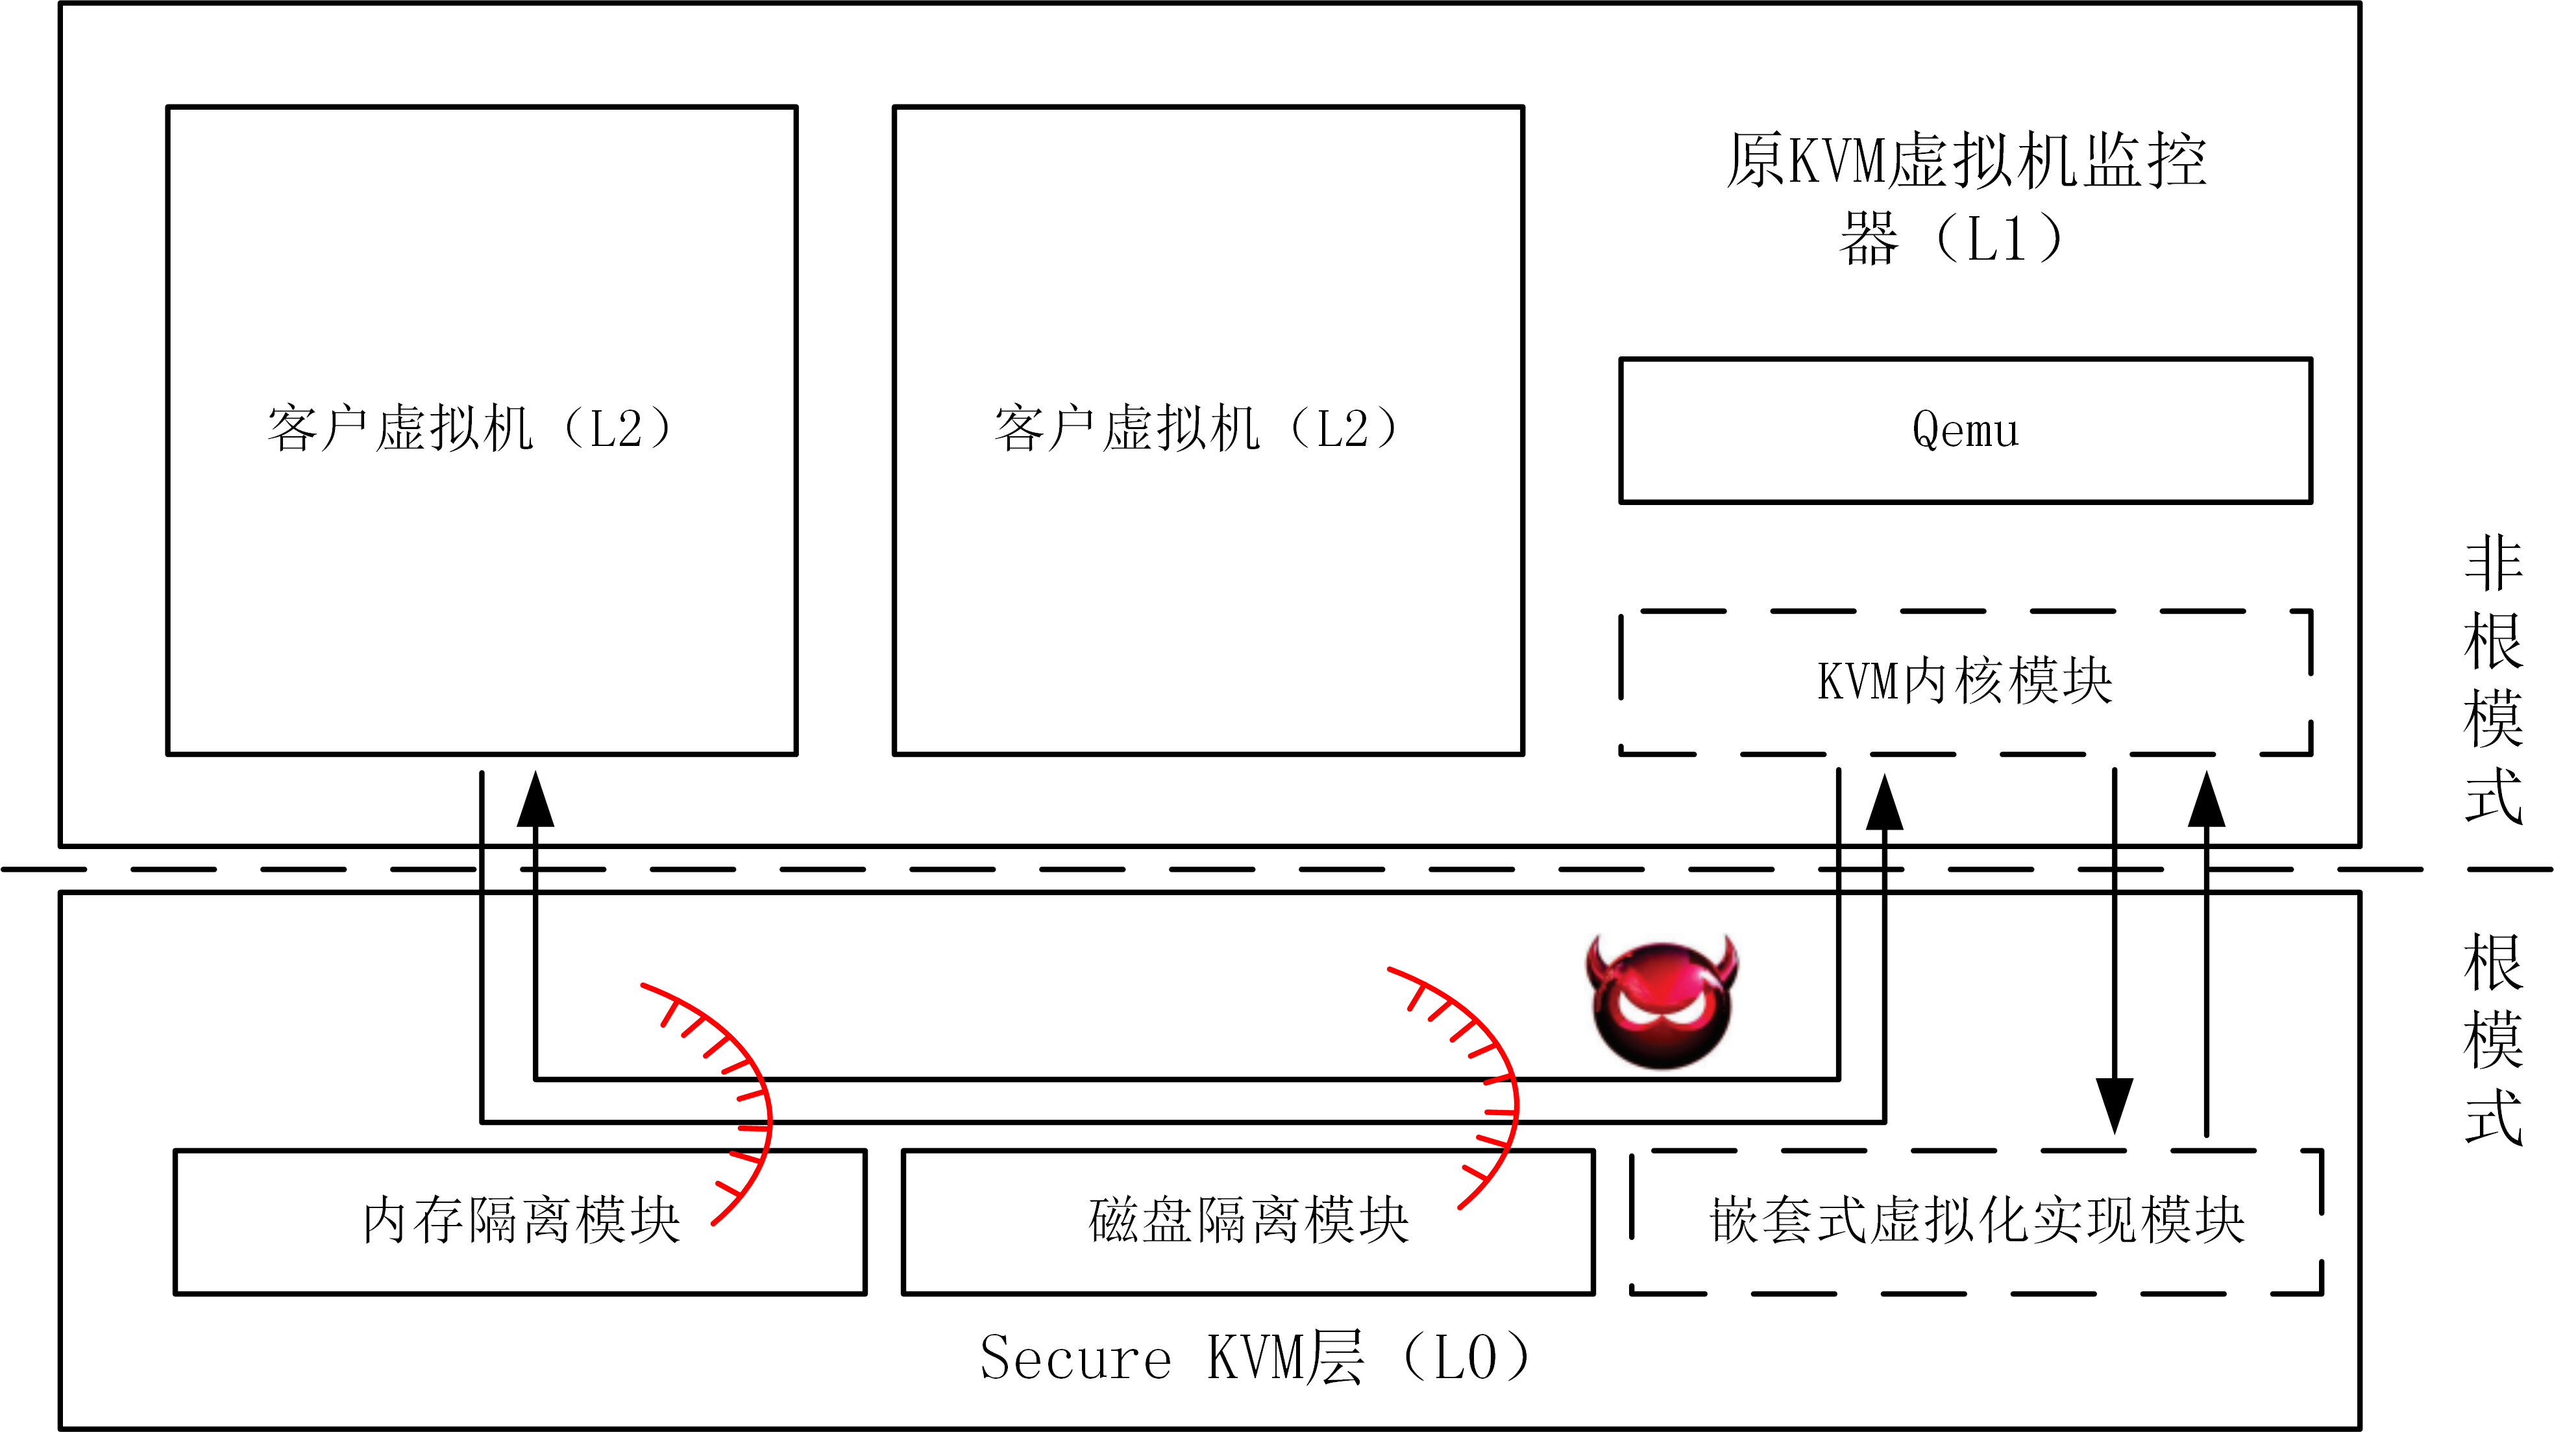 原KVM虚拟机监控
器（L1）
客户虚拟机（L2）
客户虚拟机（L2）
Qemu
KVM内核模块
非根模式
根模式
内存隔离模块
磁盘隔离模块
嵌套式虚拟化实现模块
Secure KVM层（L0）